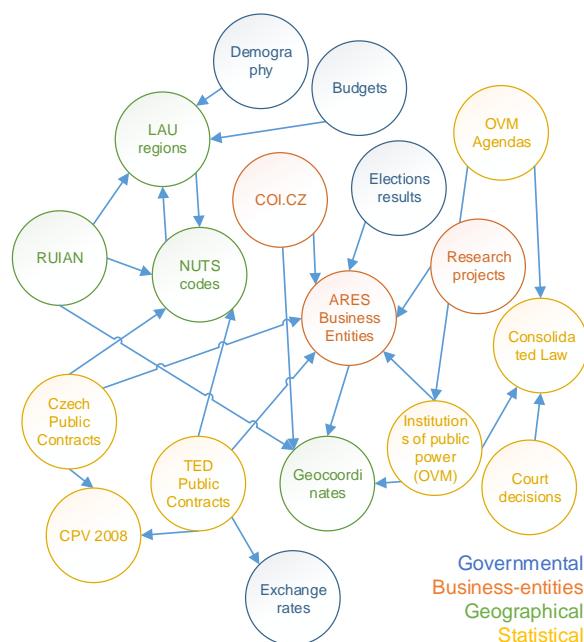 Demogra
phy
Budgets
LAU
regions
OVM
Agendas
COI.CZ
Elections
results
RUIAN
NUTS
codes
Research
projects
ARES
Business
Entities
Consolida
ted Law
Czech
Public
Contracts
TED
Public
Contracts
Geocoordi
nates
Institution
s of public
power
(OVM)
Court
decisions
CPV 2008
Exchange
rates
Governmental
Business-entities
Geographical
Statistical